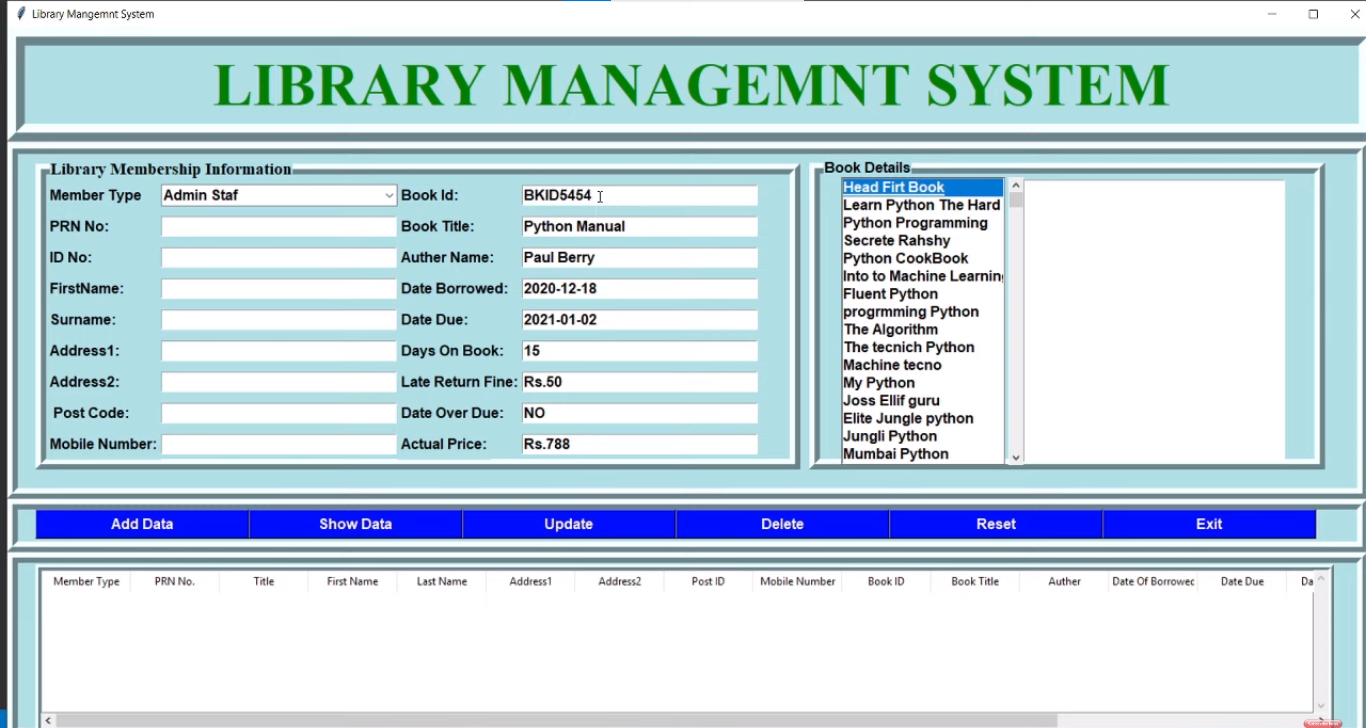 Library Mangemnt System
LIBRARY MANAGEMNT SYSTEM
Library Membership Information
Member Type Admin Staf
PRN No:
ID No:
FirstName:
Surname:
Address1:
Address2:
Post Code:
Mobile Number:
Book Id: BKID5454
Book Title: Python Manual
Auther Name: Paul Berry
Date Borrowed: 2020-12-18
Date Due: 2021-01-02
Days On Book: 15
Late Return Fine: Rs.50
Date Over Due: NO
Actual Price: Rs.788
Book Details
Head Firt Book
Learn Python The Hard
Python Programming
Secrete Rahshy
Python CookBook
Into to Machine Learning
Fluent Python
progrmming Python
The Algorithm
The tecnich Python
Machine tecno
My Python
Joss Ellif guru
Elite Jungle python
Jungli Python
Mumbai Python
Add Data Show Data Update Delete Reset Exit
Member Type PRN No. Title First Name Last Name Address1 Address2 Post ID Mobile Number Book ID Book Title Auther Date Of Borrowed Date Due Da